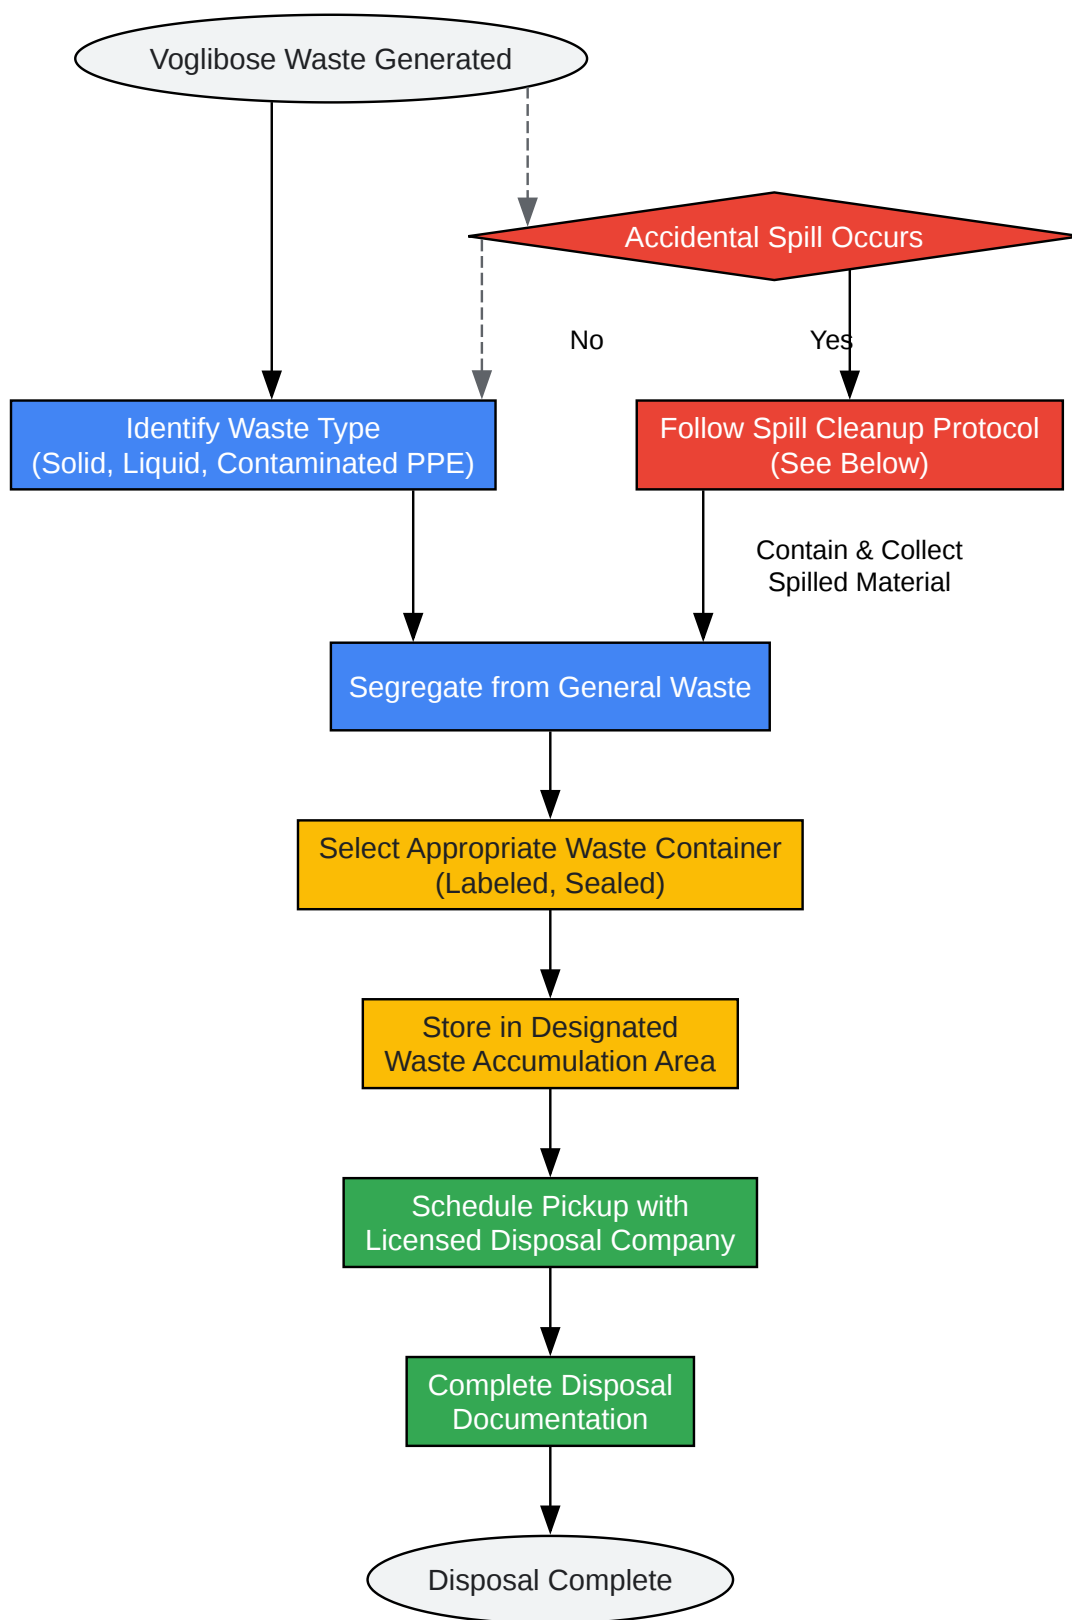 Voglibose Waste Generated
Accidental Spill Occurs
No
Yes
Identify Waste Type
(Solid, Liquid, Contaminated PPE)
Follow Spill Cleanup Protocol
(See Below)
Contain & Collect
Spilled Material
Segregate from General Waste
Select Appropriate Waste Container
(Labeled, Sealed)
Store in Designated
Waste Accumulation Area
Schedule Pickup with
Licensed Disposal Company
Complete Disposal
Documentation
Disposal Complete